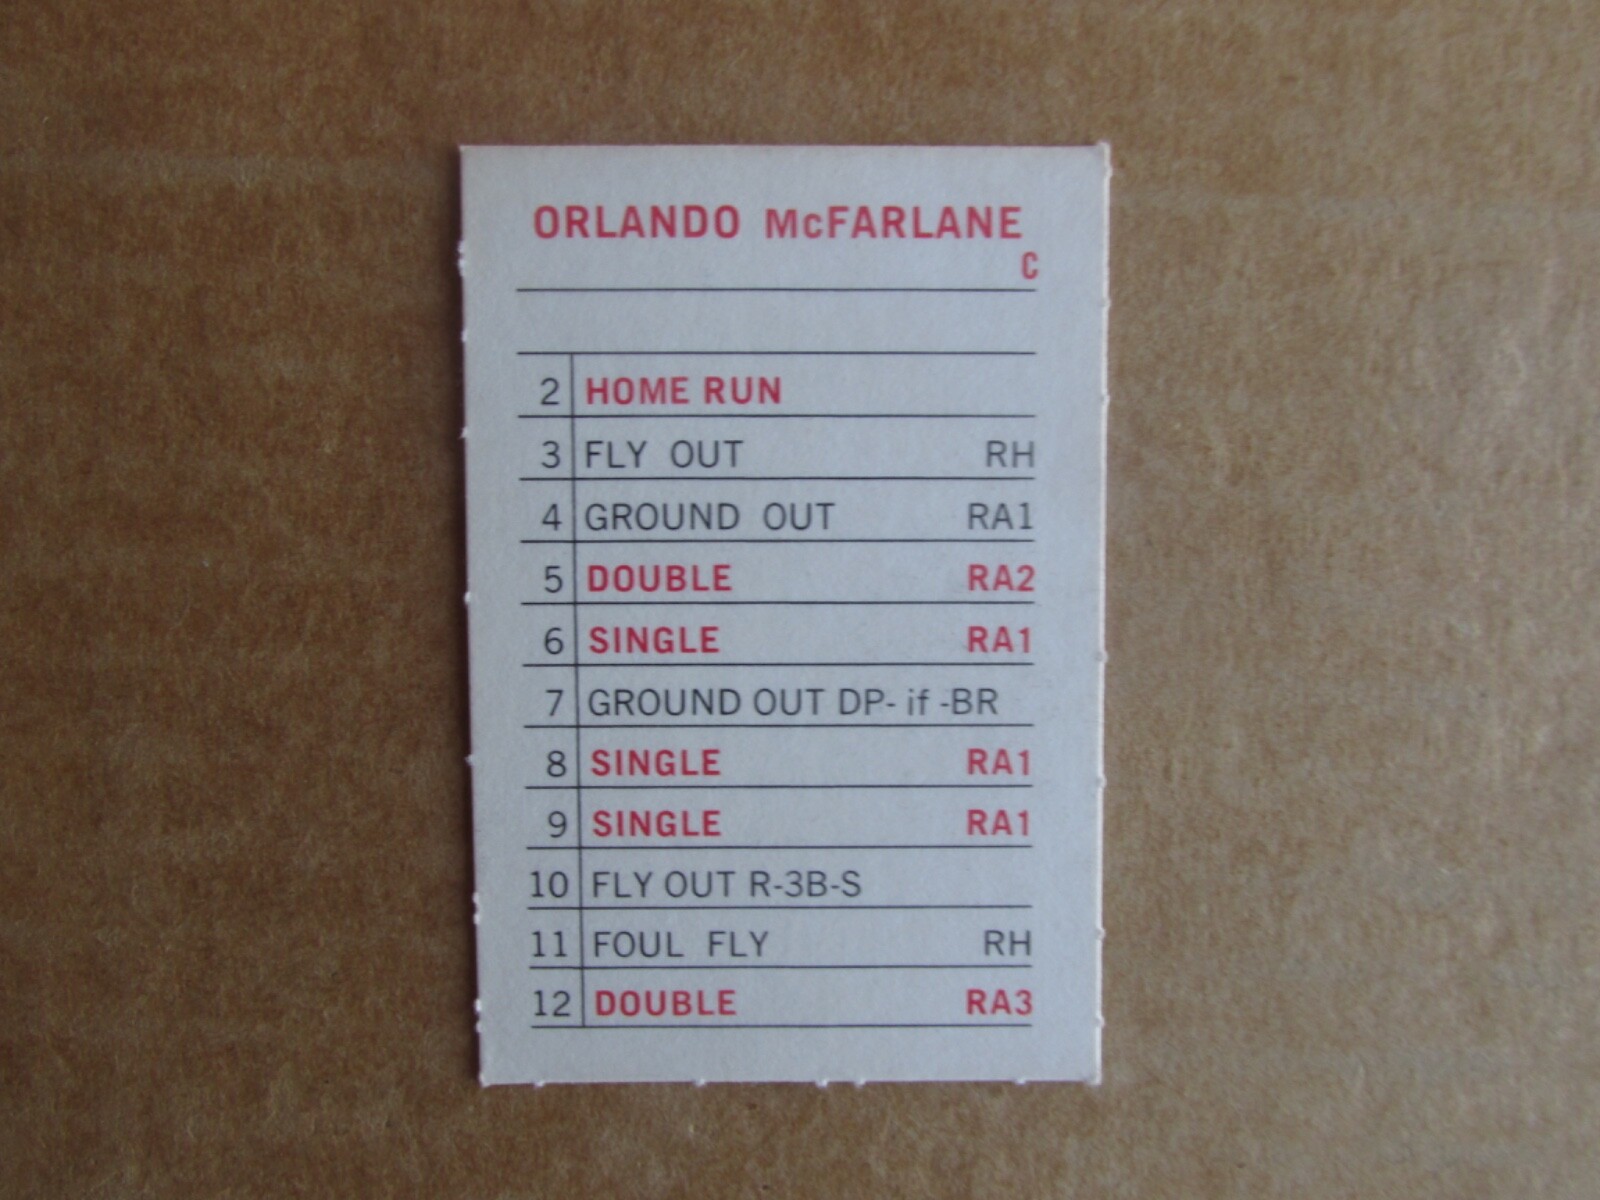 ORLANDO McFARLANE
C
2 HOME RUN
3 FLY OUT RH
4 GROUND OUT RA1
5 DOUBLE RA2
6 SINGLE RA1
7 GROUND OUT DP- if -BR
8 SINGLE RA1
9 SINGLE RA1
10 FLY OUT R-3B-S
11 FOUL FLY RH
12 DOUBLE RA3